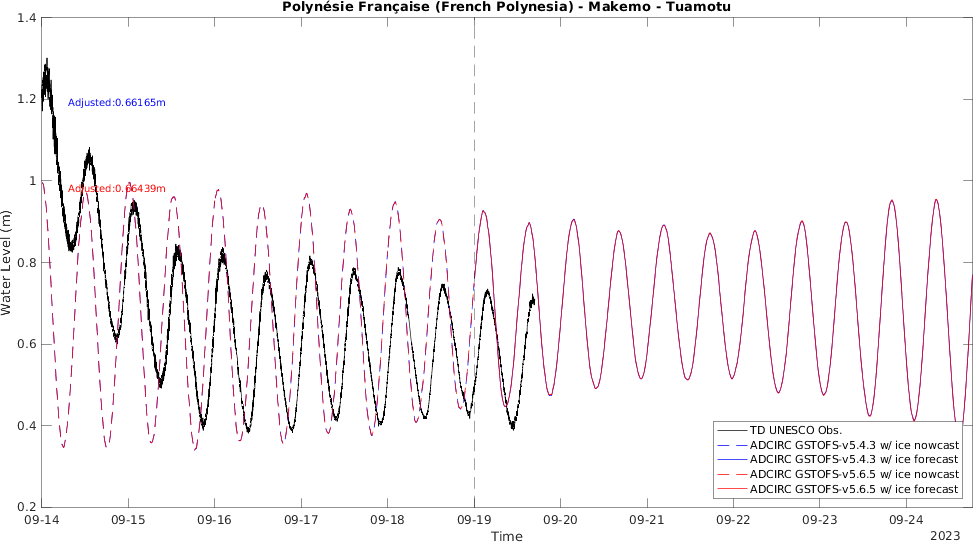 Polynésie Française (French Polynesia) - Makemo - Tuamotu
1.4
1.2
1
0.8
0.6
0.4
0.2
Water Level (m)
Adjusted:0.66165m
Adjusted:0.66439m
TD UNESCO Obs.
ADCIRC GSTOFS-v5.4.3 w/ ice nowcast
ADCIRC GSTOFS-v5.4.3 w/ ice forecast
ADCIRC GSTOFS-v5.6.5 w/ ice nowcast
ADCIRC GSTOFS-v5.6.5 w/ ice forecast
09-14 09-15 09-16 09-17 09-18 09-19 09-20 09-21 09-22 09-23 09-24
Time
2023